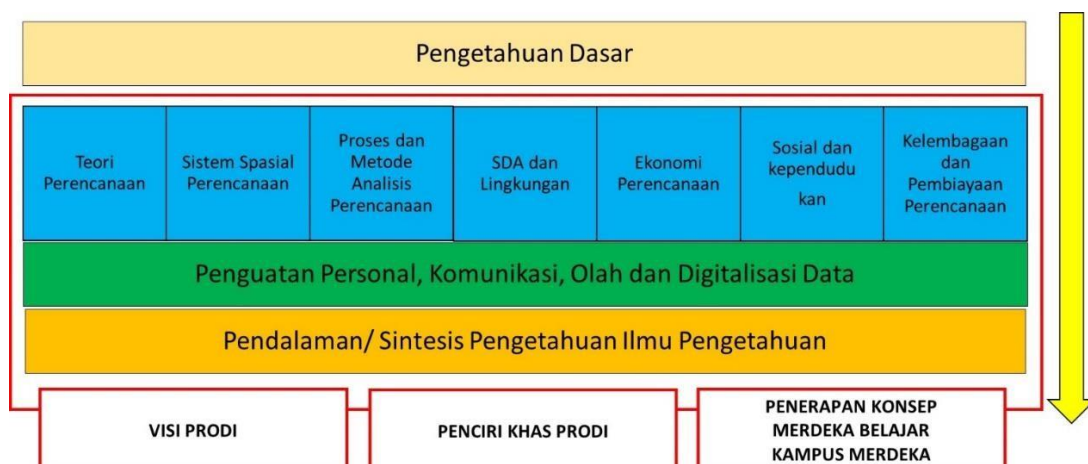 Pengetahuan Dasar
Teori
Perencanaan
Sistem Spasial
Perencanaan
Proses dan
Metode
Analisis
Perencanaan
SDA dan
Lingkungan
Ekonomi
Perencanaan
Sosial dan
kependudu
kan
Kelembagaan
dan
Pembiayaan
Perencanaan
Penguatan Personal, Komunikasi, Olah dan Digitalisasi Data
Pendalaman/ Sintesis Pengetahuan Ilmu Pengetahuan
VISI PRODI
PENCIRI KHAS PRODI
PENERAPAN KONSEP
MERDEKA BELAJAR
KAMPUS MERDEKA